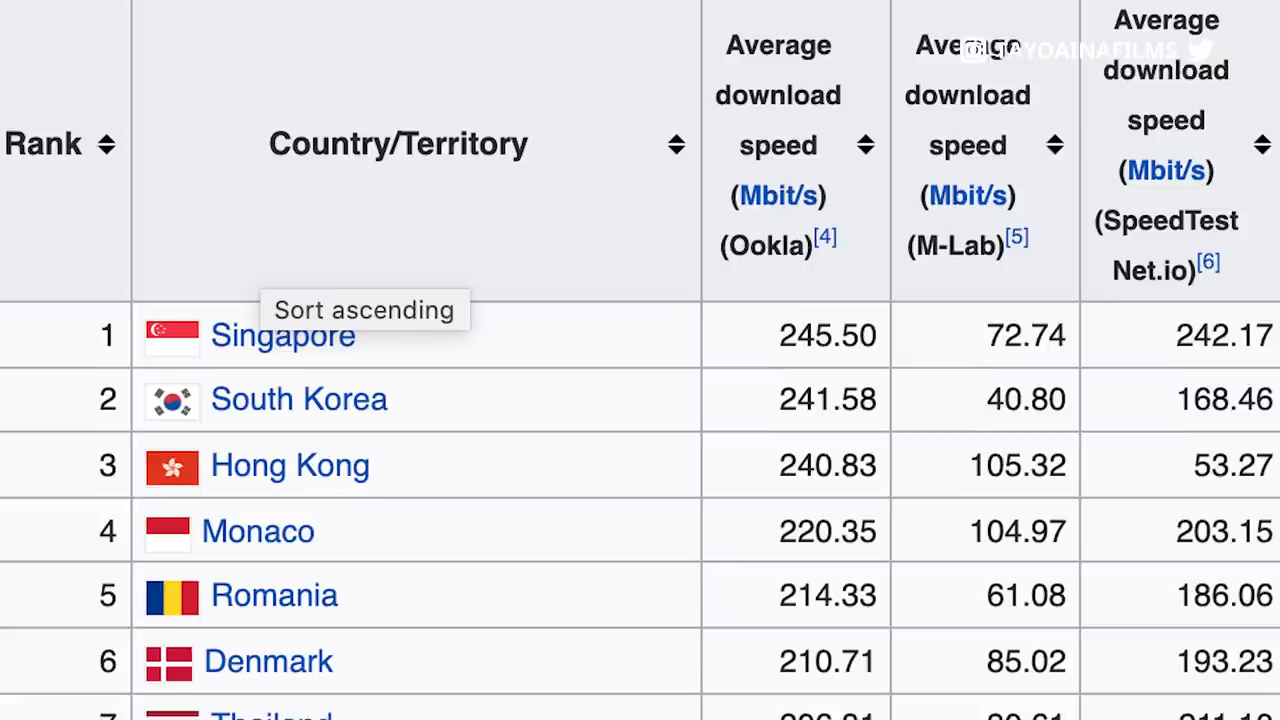 Rank
Country/Territory
Average
download
speed
(Mbit/s)
(Ookla)[4]
Average
download
speed
(Mbit/s)
(M-Lab)[5]
Average
download
speed
(Mbit/s)
(SpeedTest
Net.io)[6]
TAYOAINAFILMS
Sort ascending
1 Singapore 245.50 72.74 242.17
2 South Korea 241.58 40.80 168.46
3 Hong Kong 240.83 105.32 53.27
4 Monaco 220.35 104.97 203.15
5 Romania 214.33 61.08 186.06
6 Denmark 210.71 85.02 193.23
7 Thailand